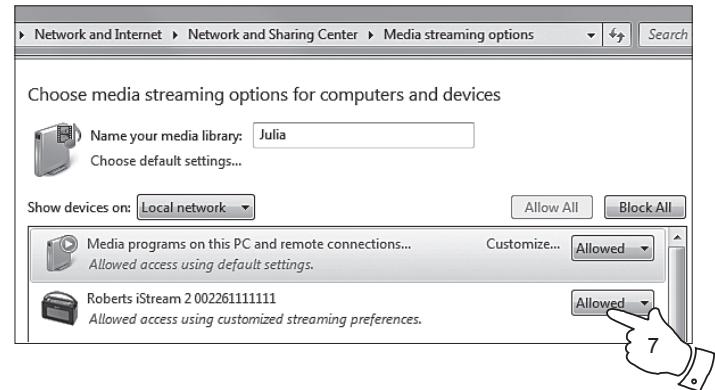 Network and Internet Network and Sharing Center Media streaming options Search
Choose media streaming options for computers and devices
Name your media library: Julia
Choose default settings...
Show devices on: Local network Allow All Block All
Media programs on this PC and remote connections... Customize... Allowed
Allowed access using default settings.
Roberts iStream 2 002261111111 Allowed
Allowed access using customized streaming preferences.
7